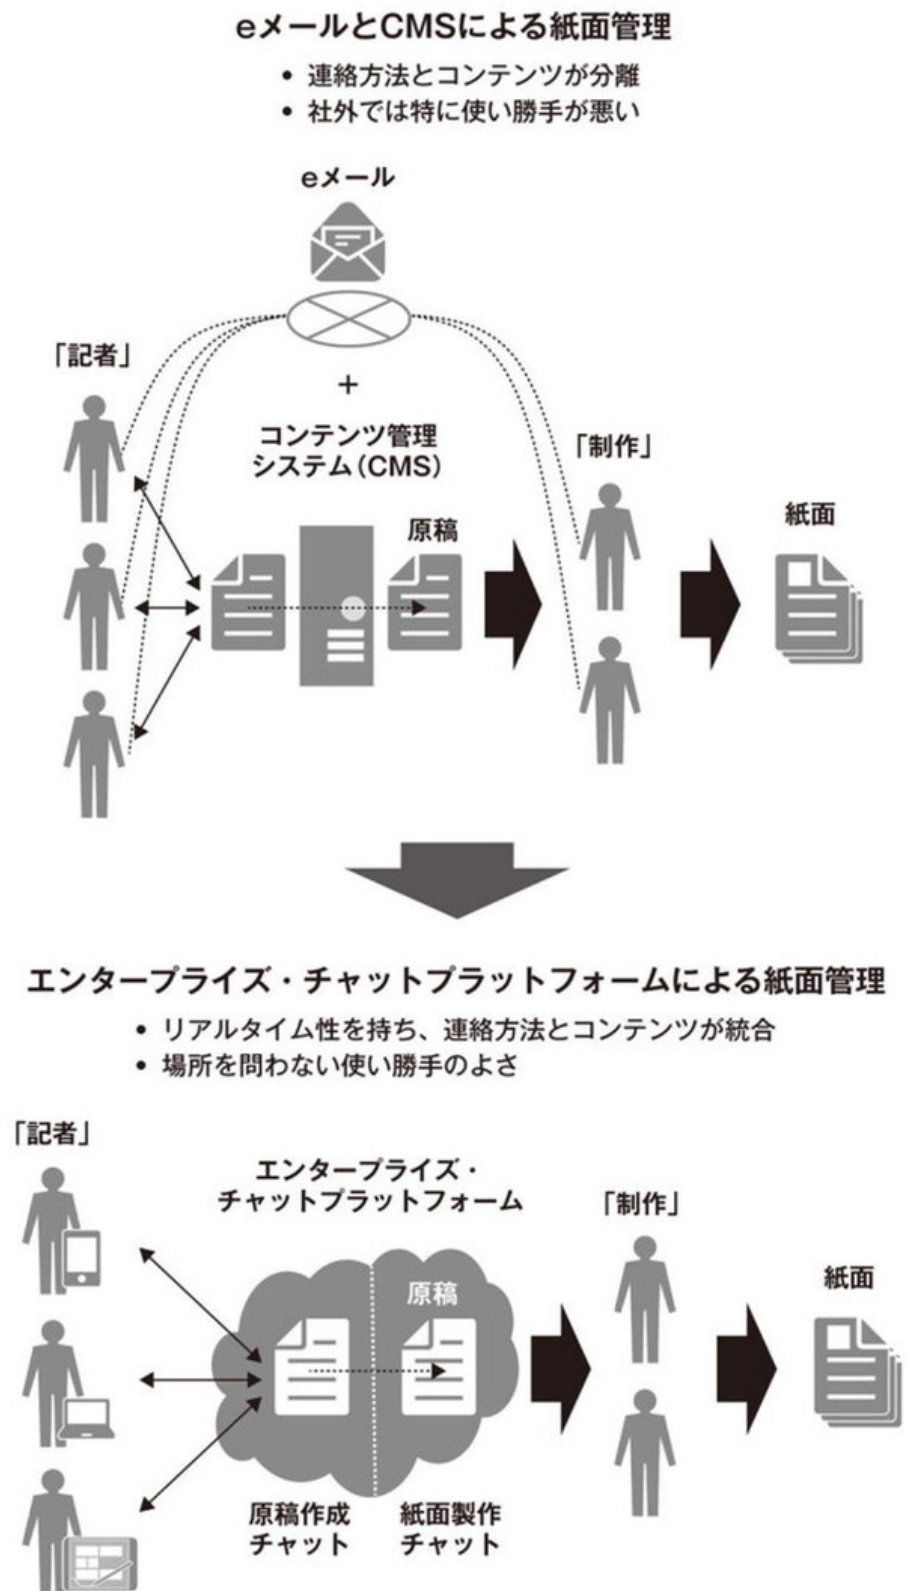 eメールとCMSによる紙面管理
• 連絡方法とコンテンツが分離
• 社外では特に使い勝手が悪い
eメール
「記者」
+
コンテンツ管理
システム(CMS)
「制作」
原稿
紙面
エンタープライズ・チャットプラットフォームによる紙面管理
• リアルタイム性を持ち、連絡方法とコンテンツが統合
• 場所を問わない使い勝手のよさ
「記者」
エンタープライズ・
チャットプラットフォーム
「制作」
紙面
原稿
原稿作成
チャット
紙面製作
チャット